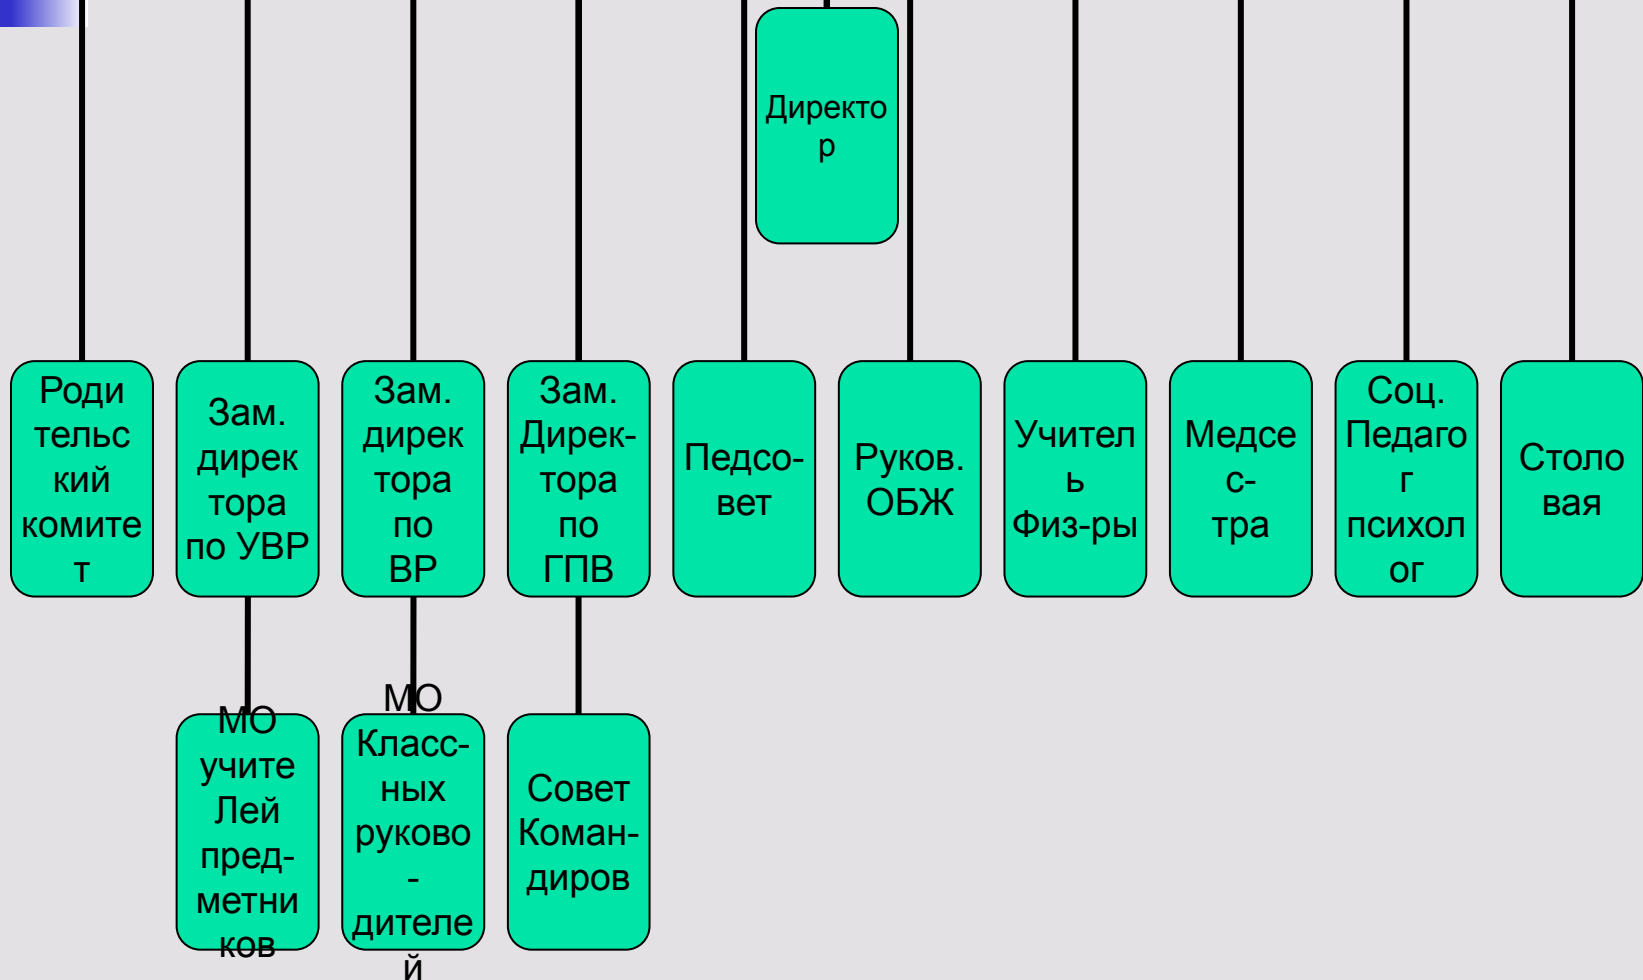 Директо
р
Роди
тельс
кий
комите
т
Зам.
дирек
тора
по УВР
Зам.
дирек
тора
по
ВР
Зам.
Дирек-
тора
по
ГПВ
Педсо-
вет
Руков.
ОБЖ
Учител
ь
Физ-ры
Медсе
с-
тра
Соц.
Педаго
г
психол
ог
Столо
вая
МО
учите
Лей
пред-
метни
ков
МО
Класс-
ных
руково
-
дителе
й
Совет
Коман-
диров